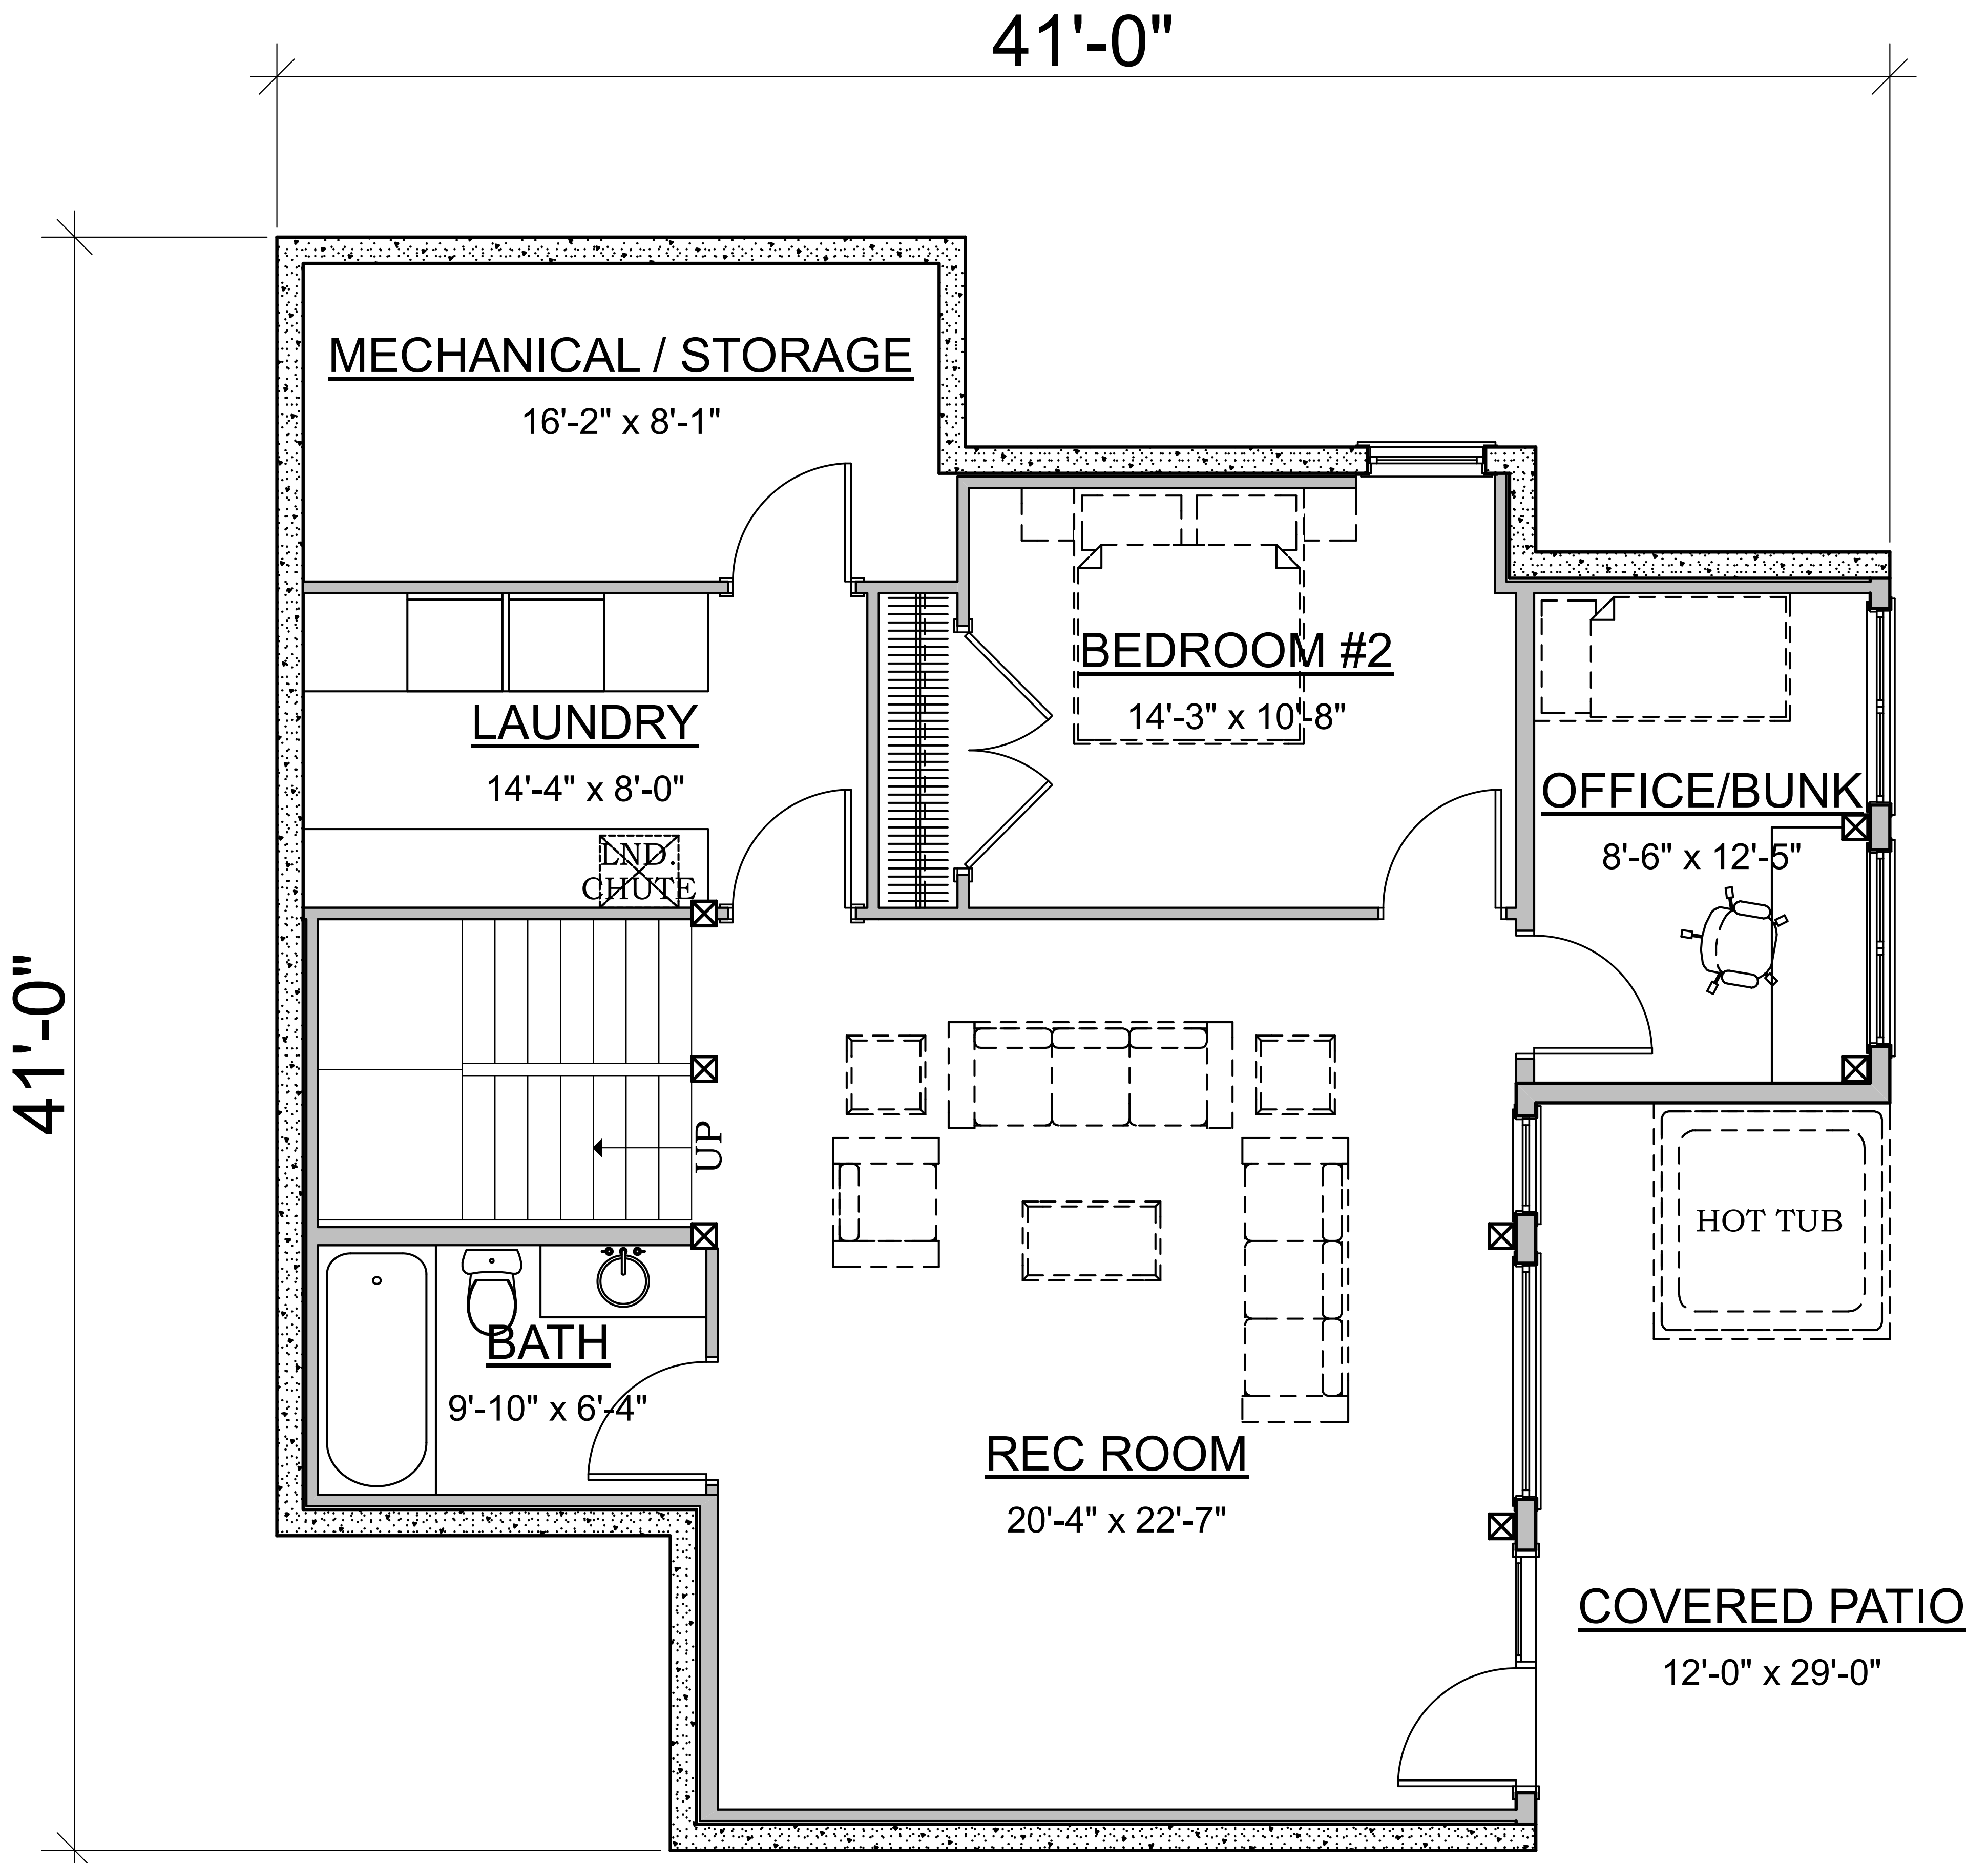 41'-0"
41'-0"
MECHANICAL / STORAGE
16'-2" x 8'-1"
BEDROOM #2
14'-3" x 10'-8"
LAUNDRY
14'-4" x 8'-0"
OFFICE/BUNK
8'-6" x 12'-5"
LND.
CHUTE
UP
HOT TUB
BATH
9'-10" x 6'-4"
REC ROOM
20'-4" x 22'-7"
COVERED PATIO
12'-0" x 29'-0"